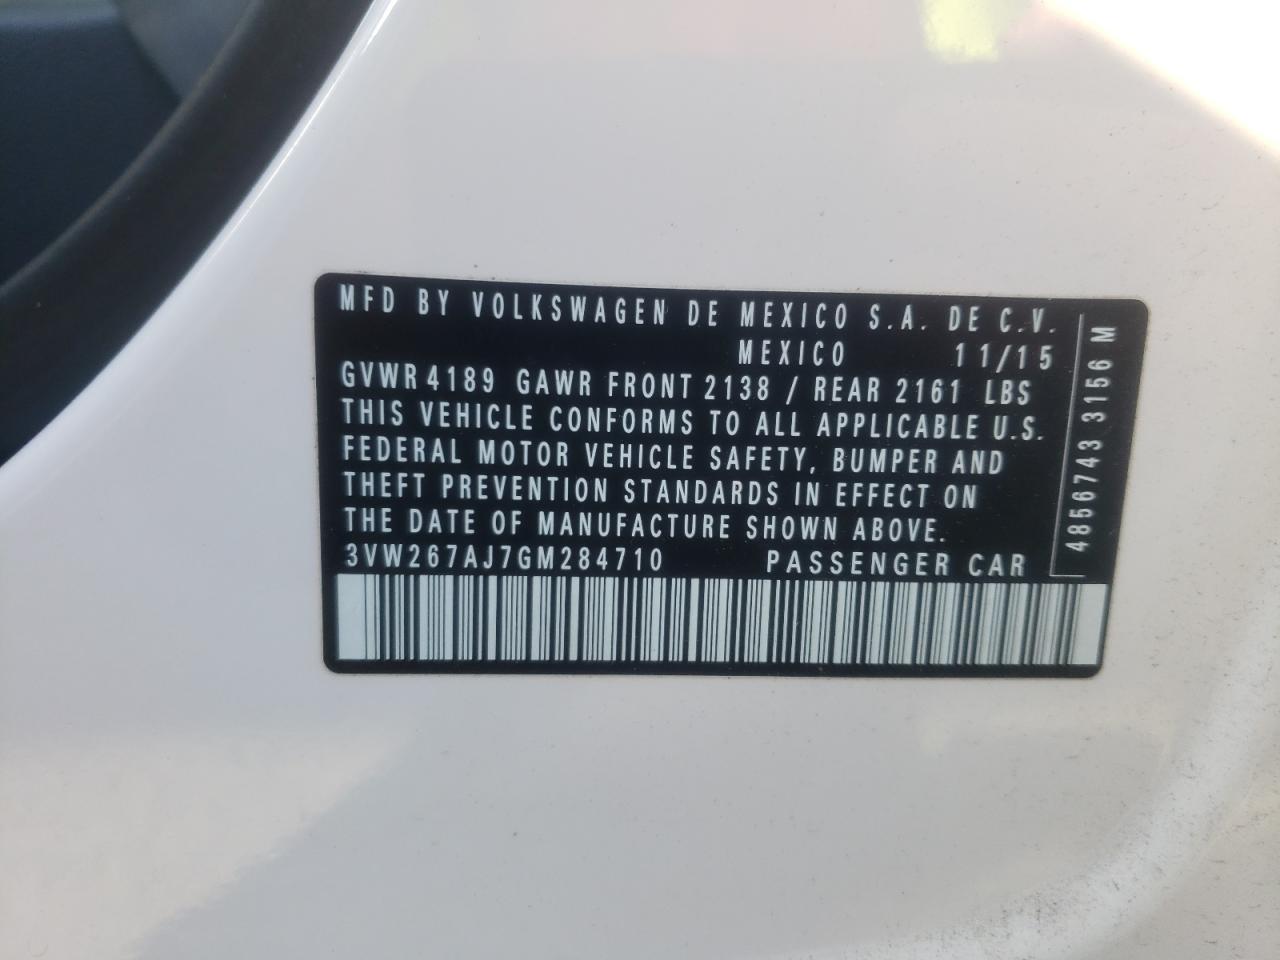 MFD BY VOLKSWAGEN DE MEXICO S.A. DE C.V.
MEXICO 11/15
GVWR 4189 GAWR FRONT 2138 / REAR 2161 LBS
THIS VEHICLE CONFORMS TO ALL APPLICABLE U.S.
FEDERAL MOTOR VEHICLE SAFETY, BUMPER AND
THEFT PREVENTION STANDARDS IN EFFECT ON
THE DATE OF MANUFACTURE SHOWN ABOVE.
3VW267AJ7GM284710 PASSENGER CAR
4856743 3156 M